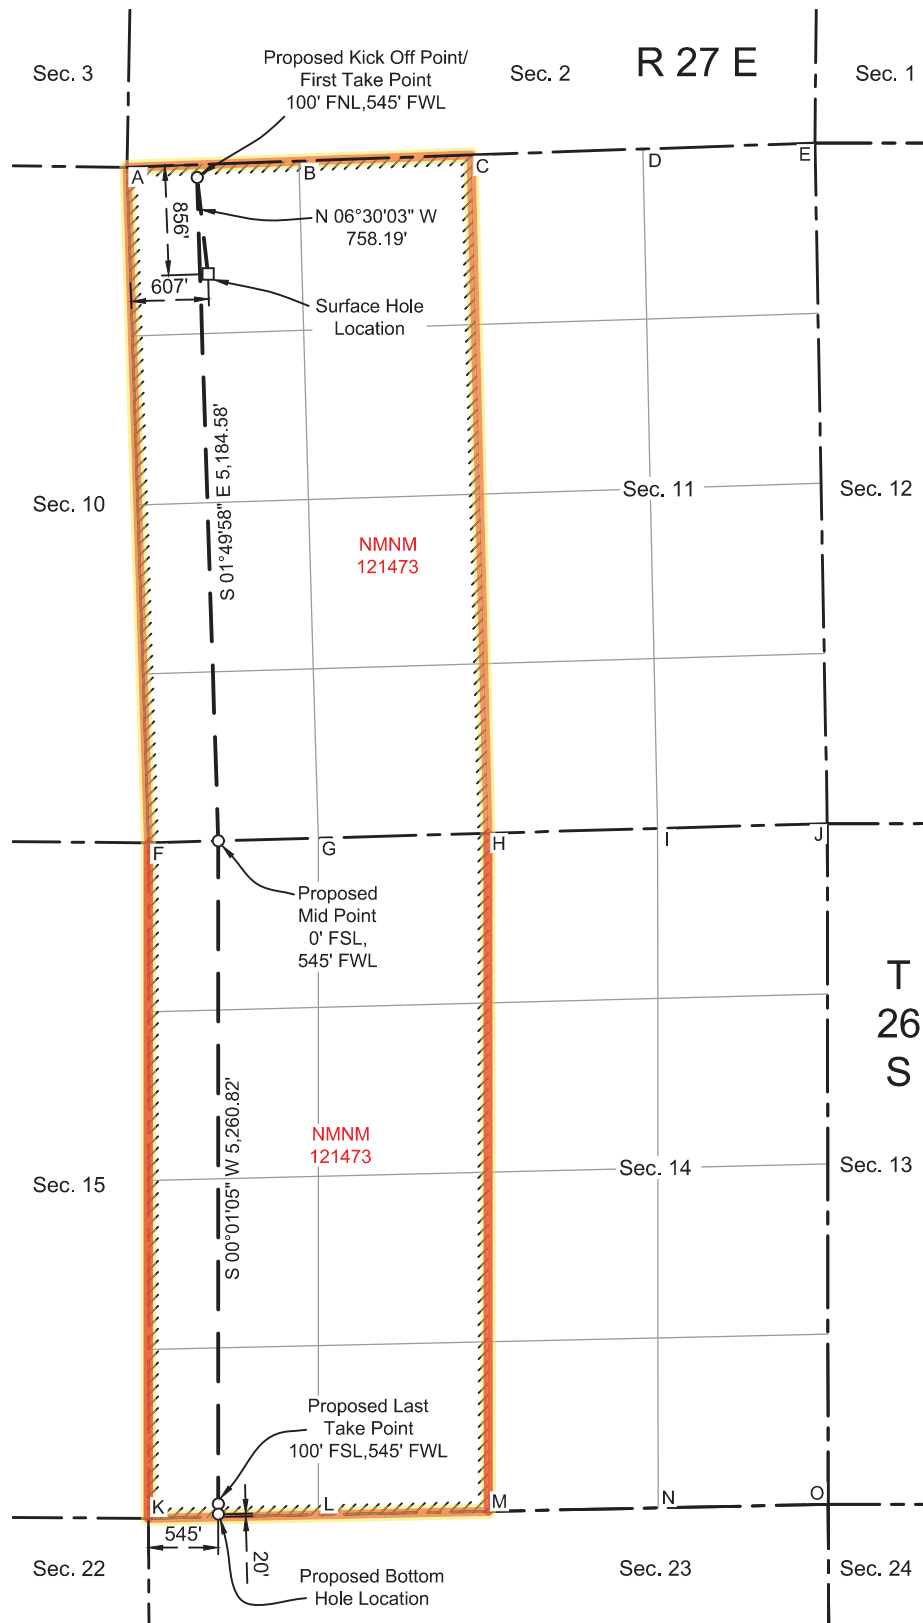 Sec. 3
Proposed Kick Off Point/
First Take Point
100' FNL,545' FWL
Sec. 2
R 27 E
Sec. 1
A
B
C
D
E
856'
N 06°30'03" W
758.19'
607'
Surface Hole
Location
S 01°49'58" E 5,184.58'
Sec. 10
Sec. 11
Sec. 12
NMNM
121473
F
G
H
I
J
Proposed
Mid Point
0' FSL,
545' FWL
T
26
S
S 00°01'05" W 5,260.82'
NMNM
121473
Sec. 15
Sec. 14
Sec. 13
Proposed Last
Take Point
100' FSL,545' FWL
K
L
M
N
O
545'
20'
Sec. 22
Proposed Bottom
Hole Location
Sec. 23
Sec. 24